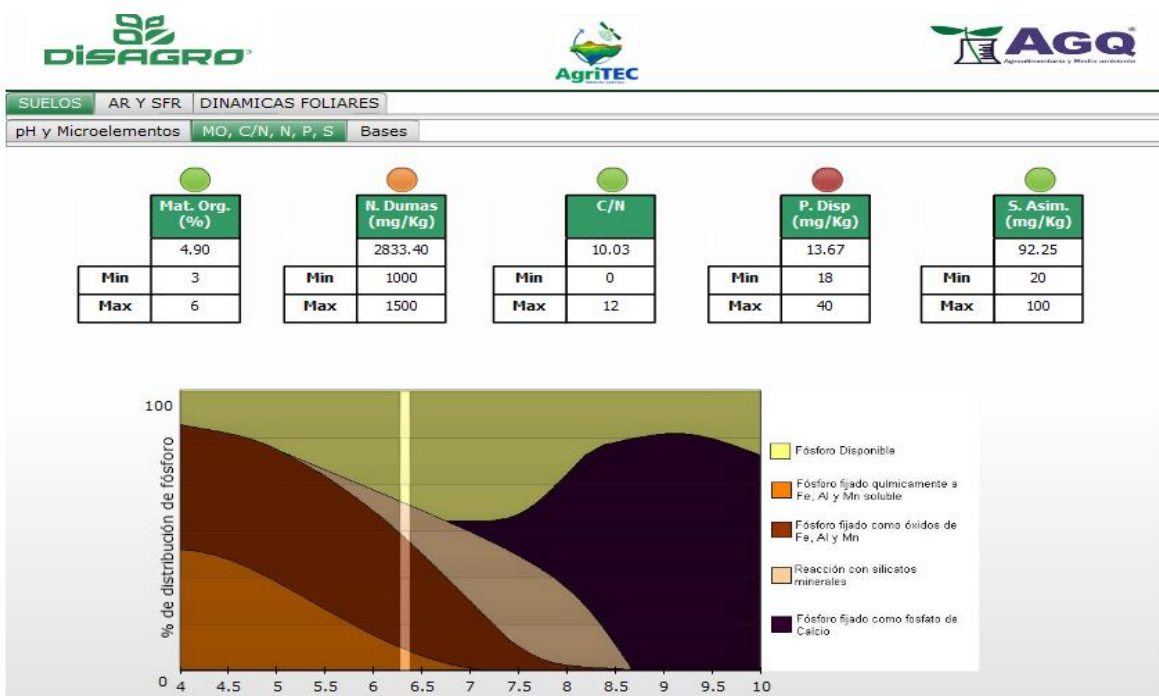 DISAGRO
AgriTEC
AGQ
Agroalimentaria y Medio ambiente
SUELOS AR Y SFR DINAMICAS FOLIARES
pH y Microelementos MO, C/N, N, P, S Bases
Mat. Org. (%)
4.90
Min 3
Max 6
N. Dumas (mg/Kg)
2833.40
Min 1000
Max 1500
C/N
10.03
Min 0
Max 12
P. Disp (mg/Kg)
13.67
Min 18
Max 40
S. Asim. (mg/Kg)
92.25
Min 20
Max 100
100
% de distribución de fósforo
0
4 4.5 5 5.5 6 6.5 7 7.5 8 8.5 9 9.5 10
Fósforo Disponible
Fósforo fijado químicamente a
Fe, Al y Mn soluble
Fósforo fijado como óxidos de
Fe, Al y Mn
Reacción con silicatos
minerales
Fósforo fijado como fosfato de
Calcio